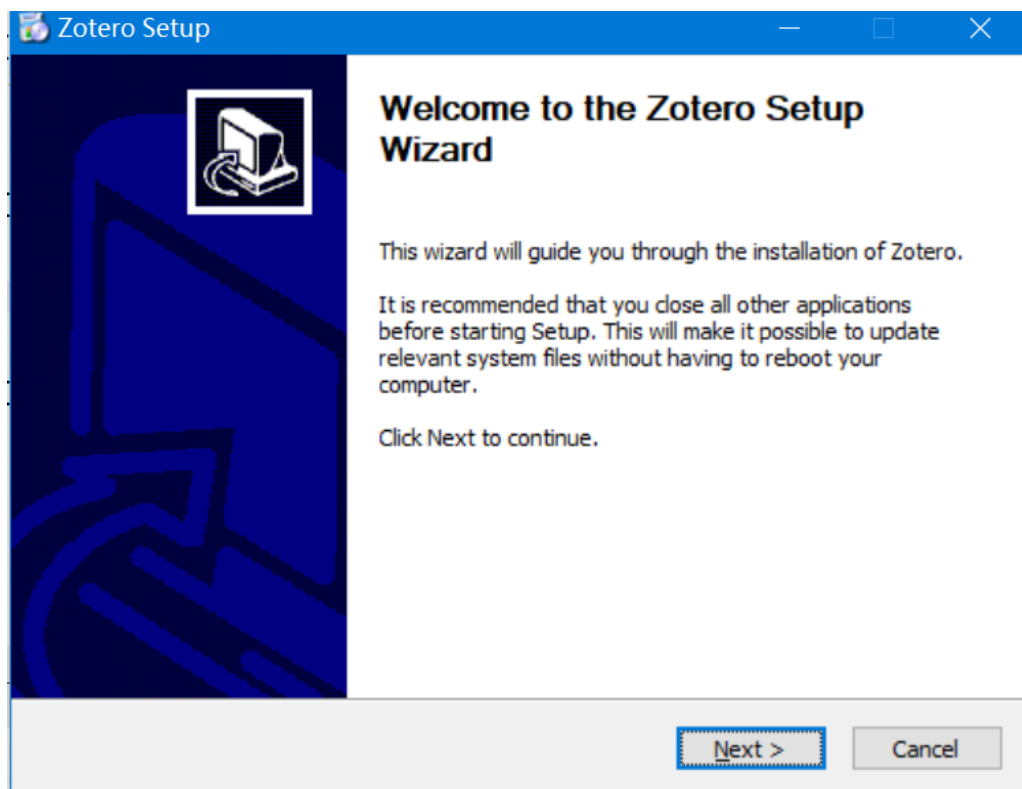 Zotero Setup
Welcome to the Zotero Setup
Wizard
This wizard will guide you through the installation of Zotero.
It is recommended that you close all other applications
before starting Setup. This will make it possible to update
relevant system files without having to reboot your
computer.
Click Next to continue.
Next >
Cancel